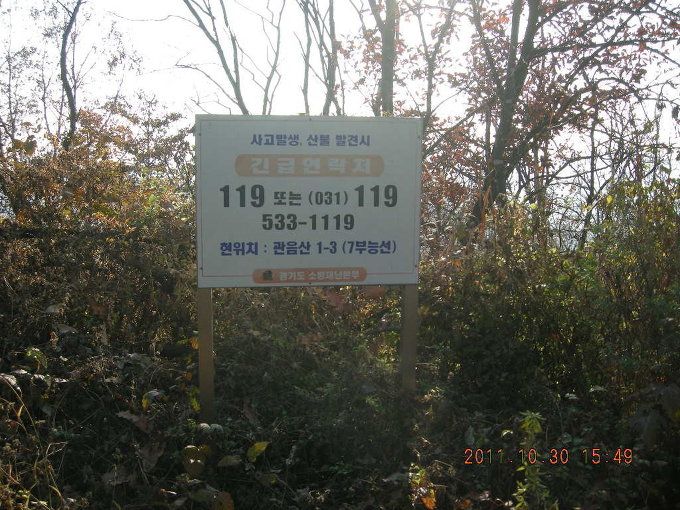 사고발생, 산불 발견시
긴급연락처
119 또는 (031) 119
533-1119
현위치 : 관음산 1-3 (7부능선)
경기도 소방재난본부
2011.10.30 15:49